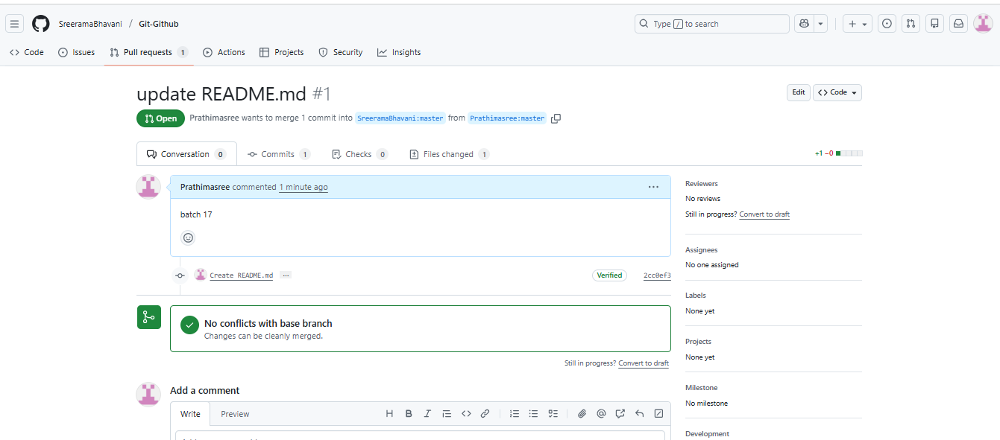 SreeramaBhavani / Git-Github Type / to search
Code Issues Pull requests 1 Actions Projects Security Insights
update README.md #1 Edit Code
Open Prathimasree wants to merge 1 commit into SreeramaBhavani:master from Prathimasree:master
Conversation 0 Commits 1 Checks 0 Files changed 1 +1 −0
Prathimasree commented 1 minute ago ...
batch 17
Create README.md ... Verified 2cc0ef3
No conflicts with base branch
Changes can be cleanly merged.
Still in progress? Convert to draft
Add a comment
Write Preview
Reviewers
No reviews
Still in progress? Convert to draft
Assignees
No one assigned
Labels
None yet
Projects
None yet
Milestone
No milestone
Development